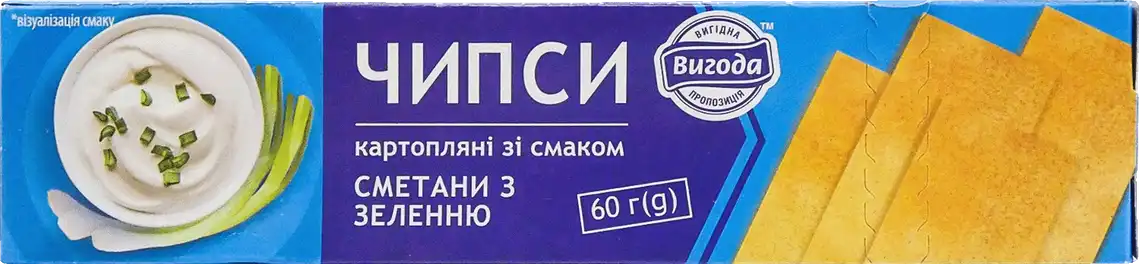 *візуалізація смаку
ЧИПСИ
картопляні зі смаком
СМЕТАНИ З
ЗЕЛЕННЮ
60 г(g)
ВИГІДНА
Вигода
ПРОПОЗИЦІЯ
TM